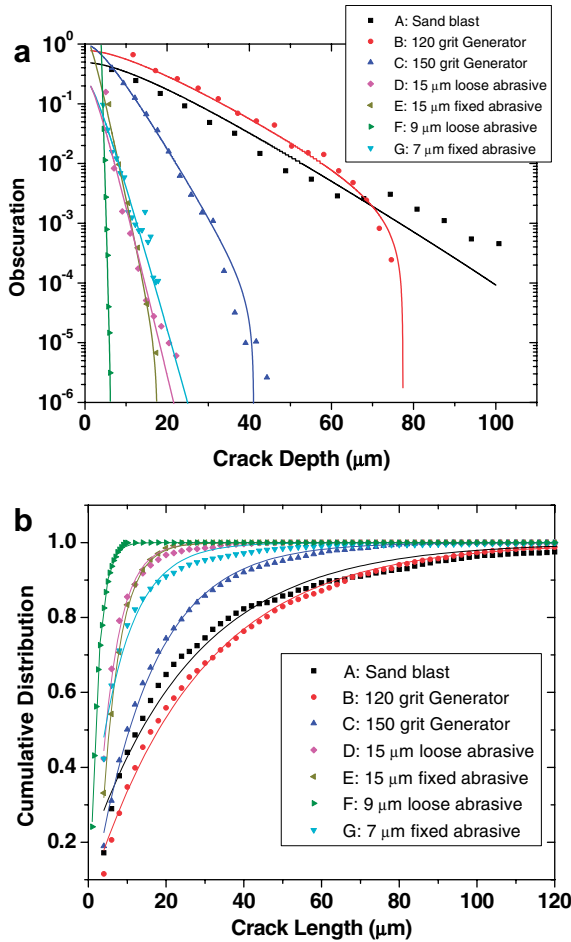 a
A: Sand blast
B: 120 grit Generator
C: 150 grit Generator
D: 15 μm loose abrasive
E: 15 μm fixed abrasive
F: 9 μm loose abrasive
G: 7 μm fixed abrasive
10⁰
10⁻¹
10⁻²
10⁻³
10⁻⁴
10⁻⁵
10⁻⁶
Obscuration
0 20 40 60 80 100
Crack Depth (μm)
b
1.0
0.8
0.6
0.4
0.2
Cumulative Distribution
A: Sand blast
B: 120 grit Generator
C: 150 grit Generator
D: 15 μm loose abrasive
E: 15 μm fixed abrasive
F: 9 μm loose abrasive
G: 7 μm fixed abrasive
0 20 40 60 80 100 120
Crack Length (μm)